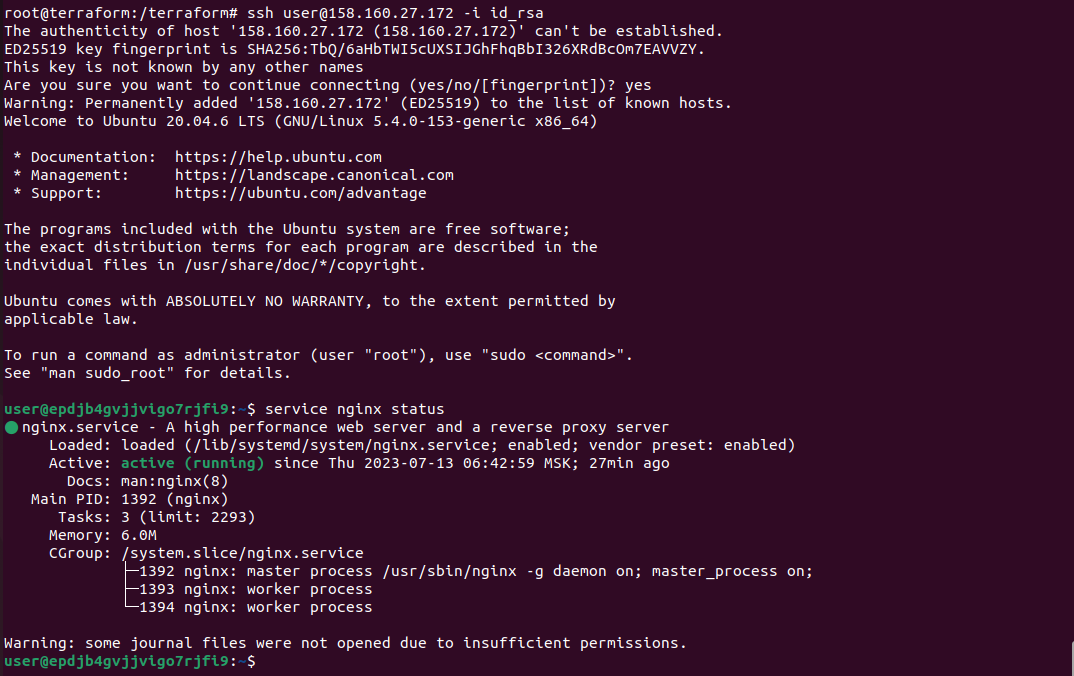 root@terraform:/terraform# ssh user@158.160.27.172 -i id_rsa
The authenticity of host '158.160.27.172 (158.160.27.172)' can't be established.
ED25519 key fingerprint is SHA256:TbQ/6aHbTWI5cUXSIJGhFhqBbI326XRdBcOm7EAVVZY.
This key is not known by any other names
Are you sure you want to continue connecting (yes/no/[fingerprint])? yes
Warning: Permanently added '158.160.27.172' (ED25519) to the list of known hosts.
Welcome to Ubuntu 20.04.6 LTS (GNU/Linux 5.4.0-153-generic x86_64)

 * Documentation:  https://help.ubuntu.com
 * Management:     https://landscape.canonical.com
 * Support:        https://ubuntu.com/advantage

The programs included with the Ubuntu system are free software;
the exact distribution terms for each program are described in the
individual files in /usr/share/doc/*/copyright.

Ubuntu comes with ABSOLUTELY NO WARRANTY, to the extent permitted by
applicable law.

To run a command as administrator (user "root"), use "sudo <command>".
See "man sudo_root" for details.

user@epdjb4gvjjvigo7rjfi9:~$ service nginx status
● nginx.service - A high performance web server and a reverse proxy server
     Loaded: loaded (/lib/systemd/system/nginx.service; enabled; vendor preset: enabled)
     Active: active (running) since Thu 2023-07-13 06:42:59 MSK; 27min ago
       Docs: man:nginx(8)
   Main PID: 1392 (nginx)
      Tasks: 3 (limit: 2293)
     Memory: 6.0M
     CGroup: /system.slice/nginx.service
             ├─1392 nginx: master process /usr/sbin/nginx -g daemon on; master_process on;
             ├─1393 nginx: worker process
             └─1394 nginx: worker process

Warning: some journal files were not opened due to insufficient permissions.
user@epdjb4gvjjvigo7rjfi9:~$